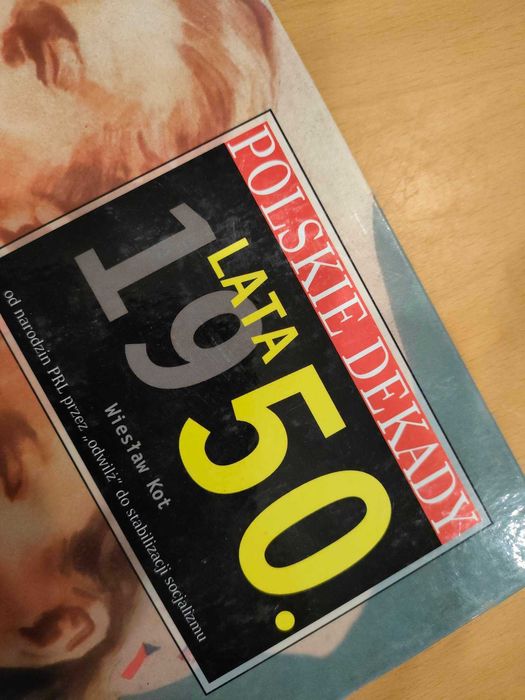 POLSKIE DEKADY
LATA
1950.
Wiesław Kot
od narodzin PRL przez „odwilż” do stabilizacji socjalizmu